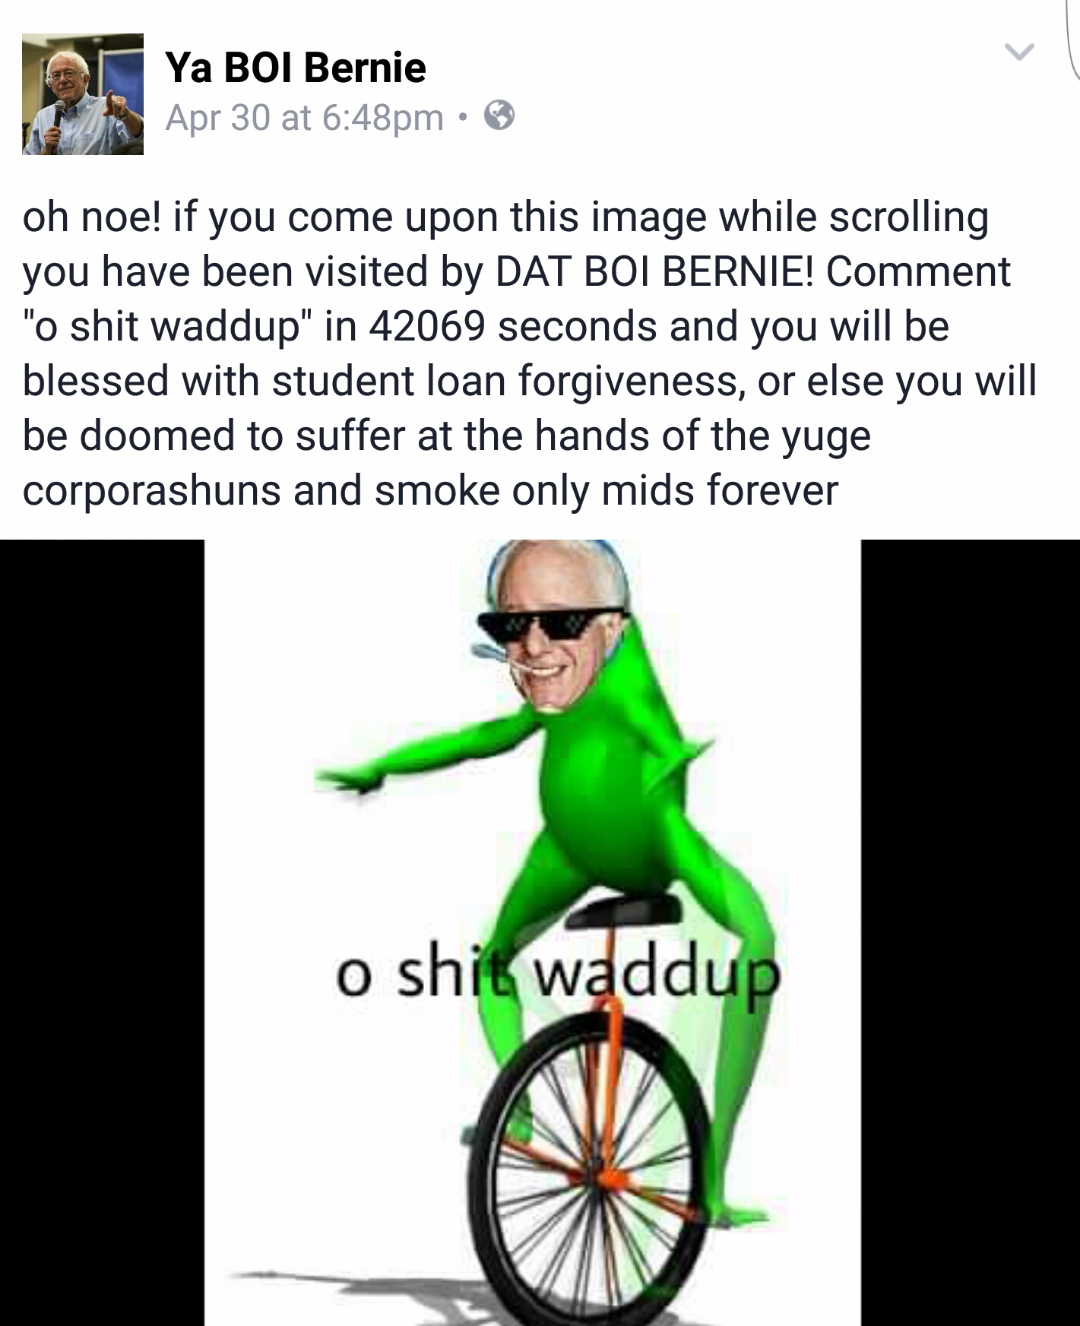 Ya BOI Bernie
Apr 30 at 6:48pm •
oh noe! if you come upon this image while scrolling
you have been visited by DAT BOI BERNIE! Comment
"o shit waddup" in 42069 seconds and you will be
blessed with student loan forgiveness, or else you will
be doomed to suffer at the hands of the yuge
corporashuns and smoke only mids forever
o shit waddup